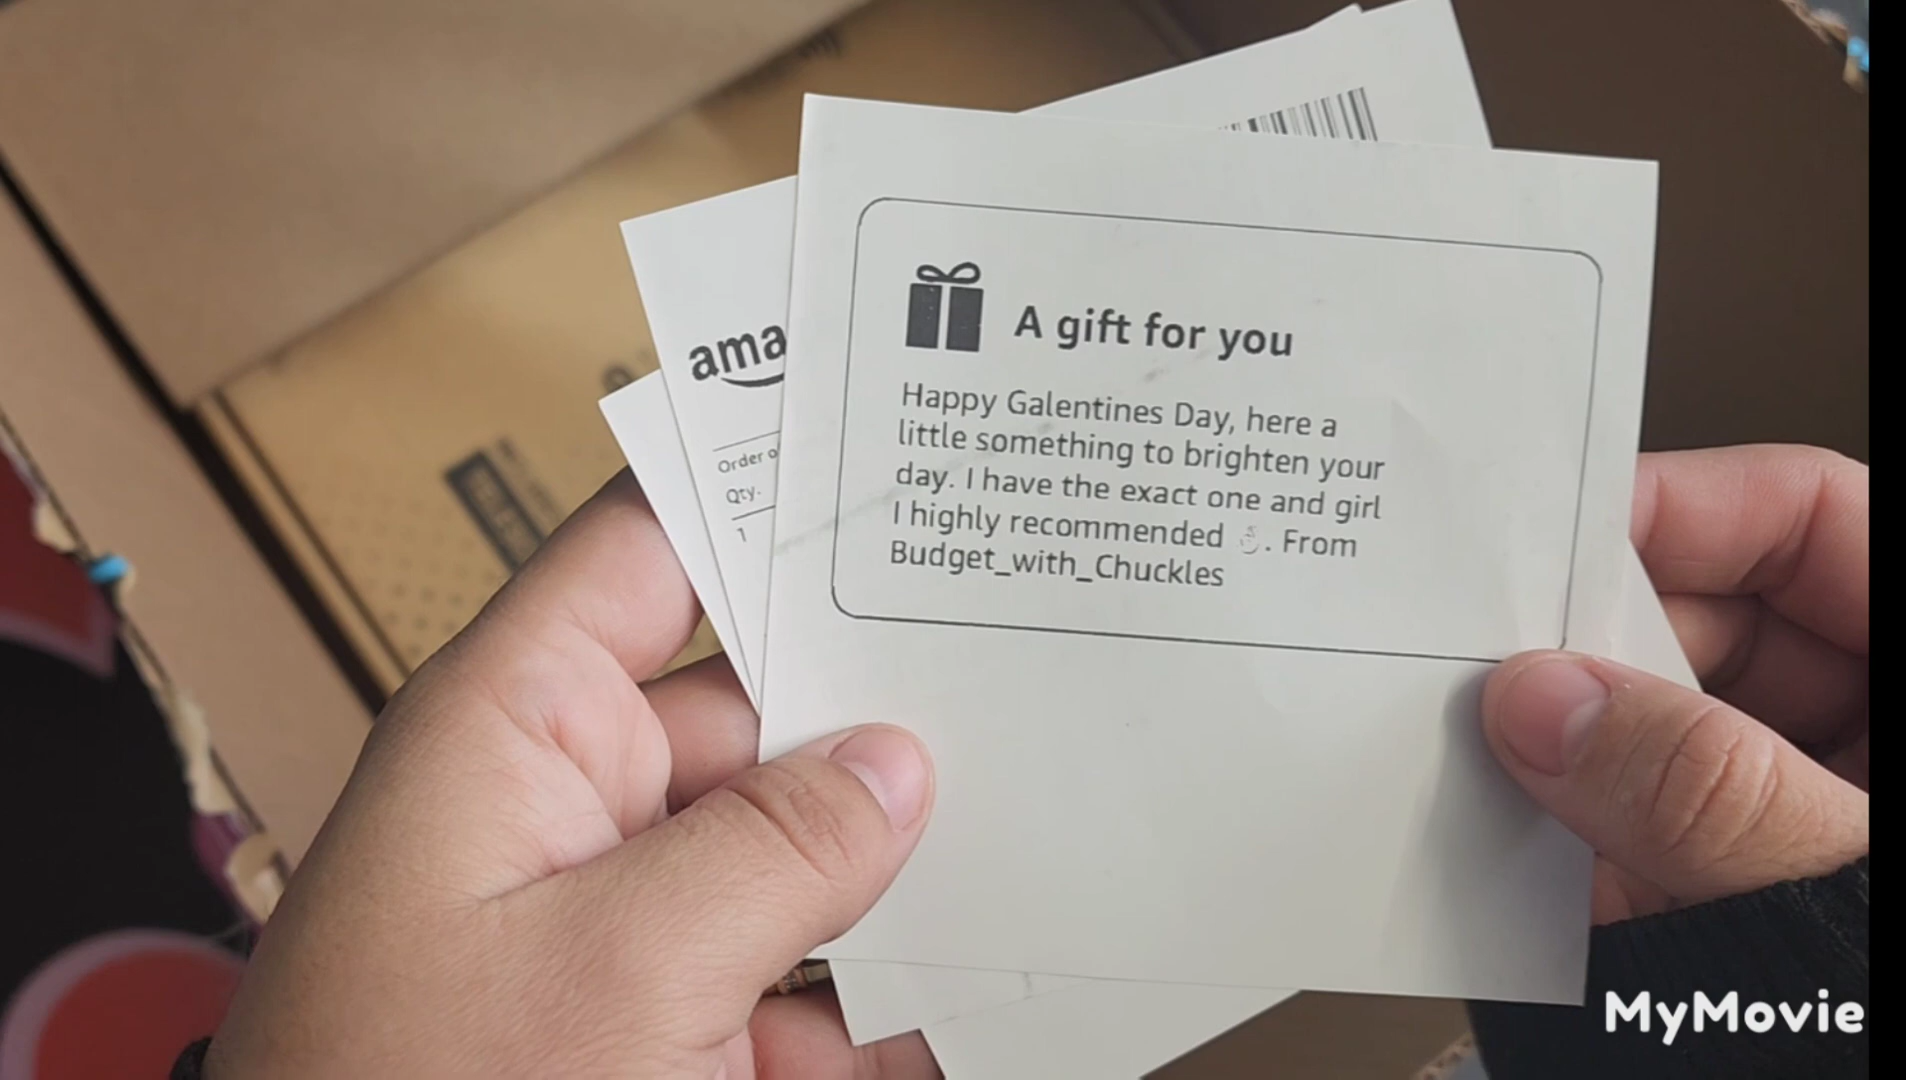 A gift for you
Happy Galentines Day, here a
little something to brighten your
day. I have the exact one and girl
I highly recommended . From
Budget_with_Chuckles
ama
Order o
Qty.
1
MyMovie